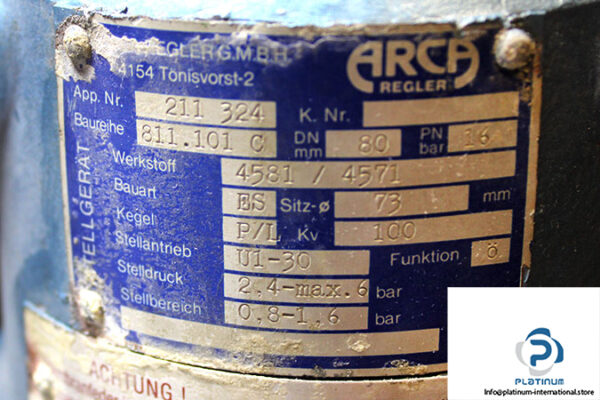 REGLER G.M.B.H.
4154 Tönisvorst-2
ARCA
REGLER
App. Nr. 211 324 K. Nr.
Baureihe 811.101 C DN mm 80 PN bar 16
Werkstoff 4581 / 4571
Bauart ES Sitz-ø 73 mm
Kegel P/L Kv 100
Stellantrieb U1-30 Funktion Ö
Stelldruck 2,4-max.6 bar
Stellbereich 0,8-1,6 bar
STELLGERÄT
ACHTUNG!
PLATINUM
Info@platinum-international.store